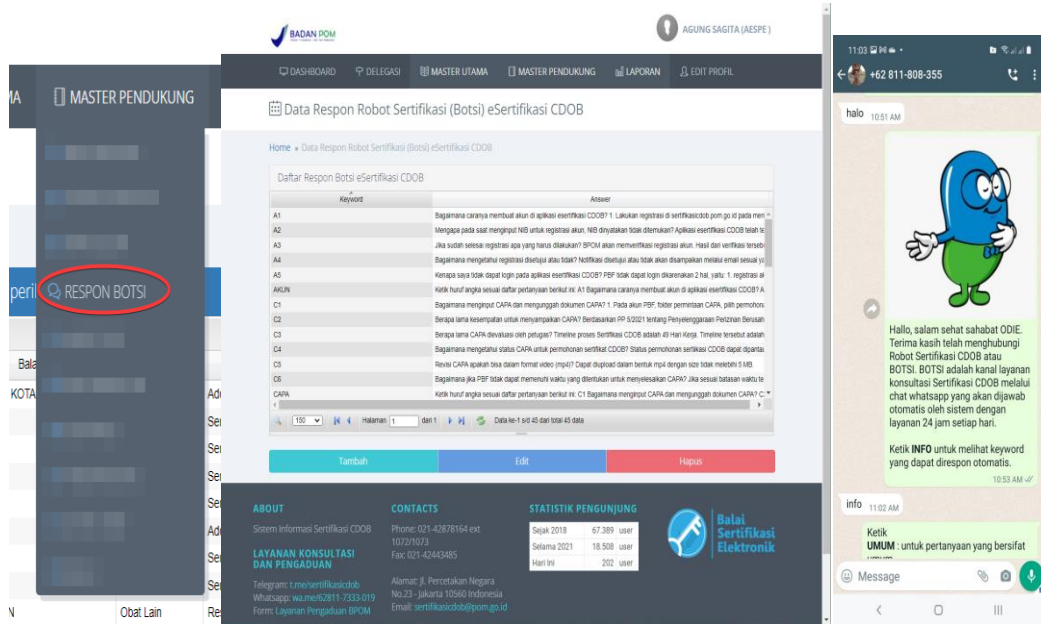 MA
MASTER PENDUKUNG
peril
RESPON BOTSI
Bala
KOTA
Ad
Se
Se
Se
Se
Ad
Se
Se
N
Obat Lain
Re
BADAN POM
AGUNG SAGITA (AESPE )
DASHBOARD DELEGASI MASTER UTAMA MASTER PENDUKUNG LAPORAN EDIT PROFIL
Data Respon Robot Sertifikasi (Botsi) eSertifikasi CDOB
Home » Data Respon Robot Sertifikasi (Botsi) eSertifikasi CDOB
Daftar Respon Botsi eSertifikasi CDOB
Keyword Answer
A1 Bagaimana caranya membuat akun di aplikasi esertifikasi CDOB? 1. Lakukan registrasi di sertifikasicdob.pom.go.id pada men
A2 Mengapa pada saat menginput NIB untuk registrasi akun, NIB dinyatakan tidak ditemukan? Aplikasi esertifikasi CDOB telah te
A3 Jika sudah selesai registrasi apa yang harus dilakukan? BPOM akan memverifikasi registrasi akun. Hasil dari verifikasi terseb
A4 Bagaimana mengetahui registrasi disetujui atau tidak? Notifikasi disetujui atau tidak akan disampaikan melalui email sesuai ya
A5 Kenapa saya tidak dapat login pada aplikasi esertifikasi CDOB? PBF tidak dapat login dikarenakan 2 hal, yaitu: 1. registrasi al
AKUN Ketik huruf angka sesuai daftar pertanyaan berikut ini: A1 Bagaimana caranya membuat akun di aplikasi esertifikasi CDOB? A
C1 Bagaimana menginput CAPA dan mengunggah dokumen CAPA? 1. Pada akun PBF, folder permintaan CAPA, pilih permohon
C2 Berapa lama kesempatan untuk menyampaikan CAPA? Berdasarkan PP 5/2021 tentang Penyelenggaraan Perizinan Berusah
C3 Berapa lama CAPA dievaluasi oleh petugas? Timeline proses Sertifikasi CDOB adalah 49 Hari Kerja. Timeline tersebut adalah
C4 Bagaimana mengetahui status CAPA untuk permohonan sertifikat CDOB? Status permohonan sertifikasi CDOB dapat dipantau
C5 Revisi CAPA apakah bisa dalam format video (mp4)? Dapat diupload dalam bentuk mp4 dengan size tidak melebihi 5 MB.
C6 Bagaimana jika PBF tidak dapat memenuhi waktu yang ditentukan untuk menyelesaikan CAPA? Jika sesuai batasan waktu te
CAPA Ketik huruf angka sesuai daftar pertanyaan berikut ini: C1 Bagaimana menginput CAPA dan mengunggah dokumen CAPA? C
150 Halaman 1 dari 1 Data ke-1 s/d 45 dari total 45 data
Tambah Edit Hapus
ABOUT
Sistem Informasi Sertifikasi CDOB
LAYANAN KONSULTASI
DAN PENGADUAN
Telegram: t.me/sertifikasicdob
Whatsapp: wa.me/62811-7333-019
Form: Layanan Pengaduan BPOM
CONTACTS
Phone: 021-42878164 ext
1072/1073
Fax: 021-42443485
Alamat: Jl. Percetakan Negara
No.23 - Jakarta 10560 Indonesia
Email: sertifikasicdob@pom.go.id
STATISTIK PENGUNJUNG
Sejak 2018 67.389 user
Selama 2021 18.508 user
Hari Ini 202 user
Balai
Sertifikasi
Elektronik
11:03
+62 811-808-355
halo 10:51 AM
Hallo, salam sehat sahabat ODIE.
Terima kasih telah menghubungi
Robot Sertifikasi CDOB atau
BOTSI. BOTSI adalah kanal layanan
konsultasi Sertifikasi CDOB melalui
chat whatsapp yang akan dijawab
otomatis oleh sistem dengan
layanan 24 jam setiap hari.
Ketik INFO untuk melihat keyword
yang dapat direspon otomatis.
10:53 AM
info 11:02 AM
Ketik
UMUM : untuk pertanyaan yang bersifat
umum
Message